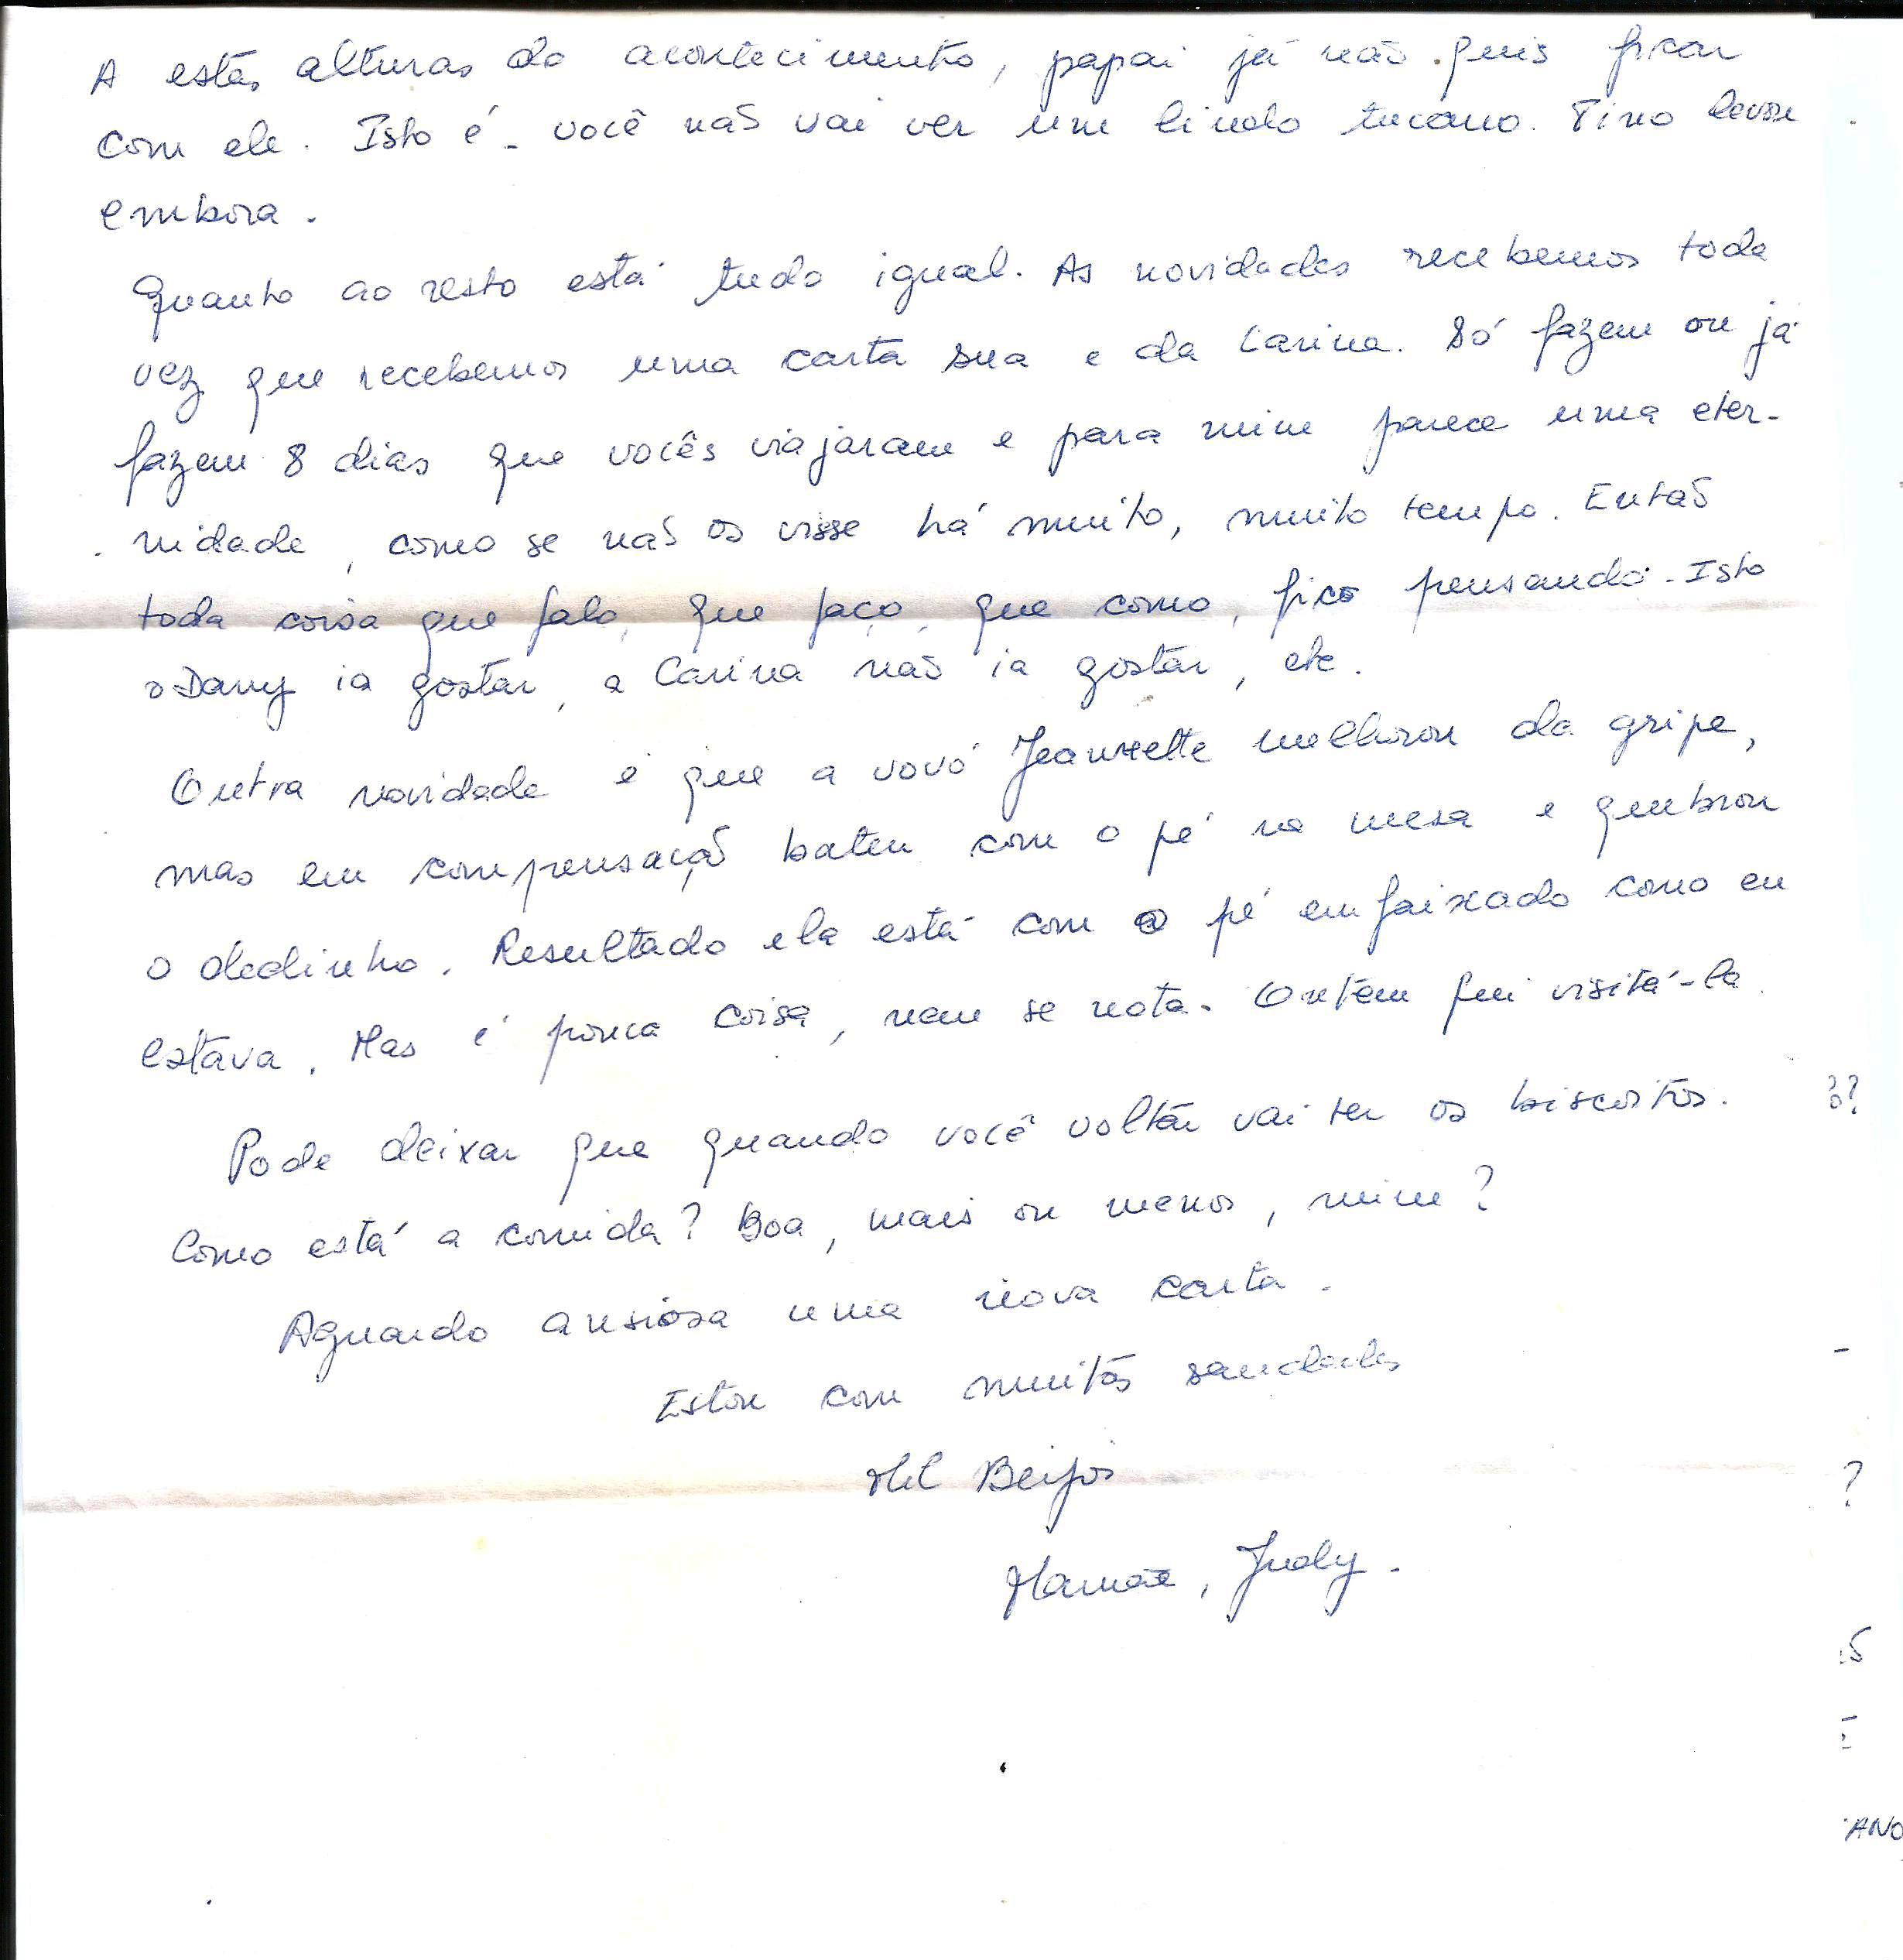 A estas alturas do acontecimento, papai já não quis ficar
com ele. Isto é - você não vai ver um lindo tucano. Tino levou
embora.
Quanto ao resto está tudo igual. As novidades recebemos toda
vez que recebemos uma carta sua e da Carina. Só fazem ou já
fazem 8 dias que vocês viajaram e para mim parece uma eter-
nidade, como se não os visse há muito, muito tempo. Então
toda coisa que falo, que faço, que como, fico pensando. Isto
o Dany ia gostar, a Carina não ia gostar, etc.
Outra novidade é que a vovó Jeannette melhorou da gripe,
mas em compensação bateu com o pé na mesa e quebrou
o dedinho. Resultado ela está com o pé enfaixado como eu
estava. Mas é pouca coisa, nem se nota. Ontem fui visitá-la
Pode deixar que quando você voltar vai ter os biscoitos.
??
Como está a comida? Boa, mais ou menos, mim?
Aguardo ansiosa uma nova carta.
Estou com muitas saudades
Mil Beijos
?
Mamãe, Judy.
ANO